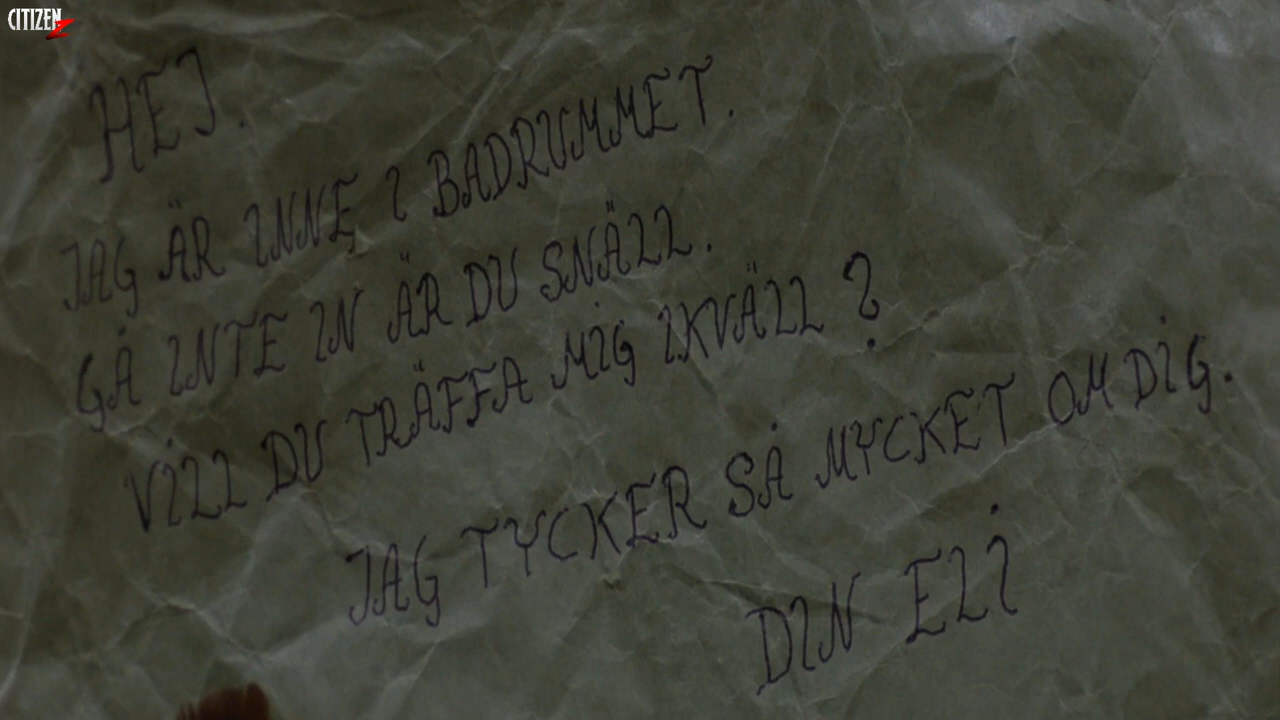 CITIZEN Z
HEJ.
JAG ÄR INNE I BADRUMMET.
GÅ INTE IN ÄR DU SNÄLL.
VILL DU TRÄFFA MIG IKVÄLL?
JAG TYCKER SÅ MYCKET OM DIG.
DIN ELI